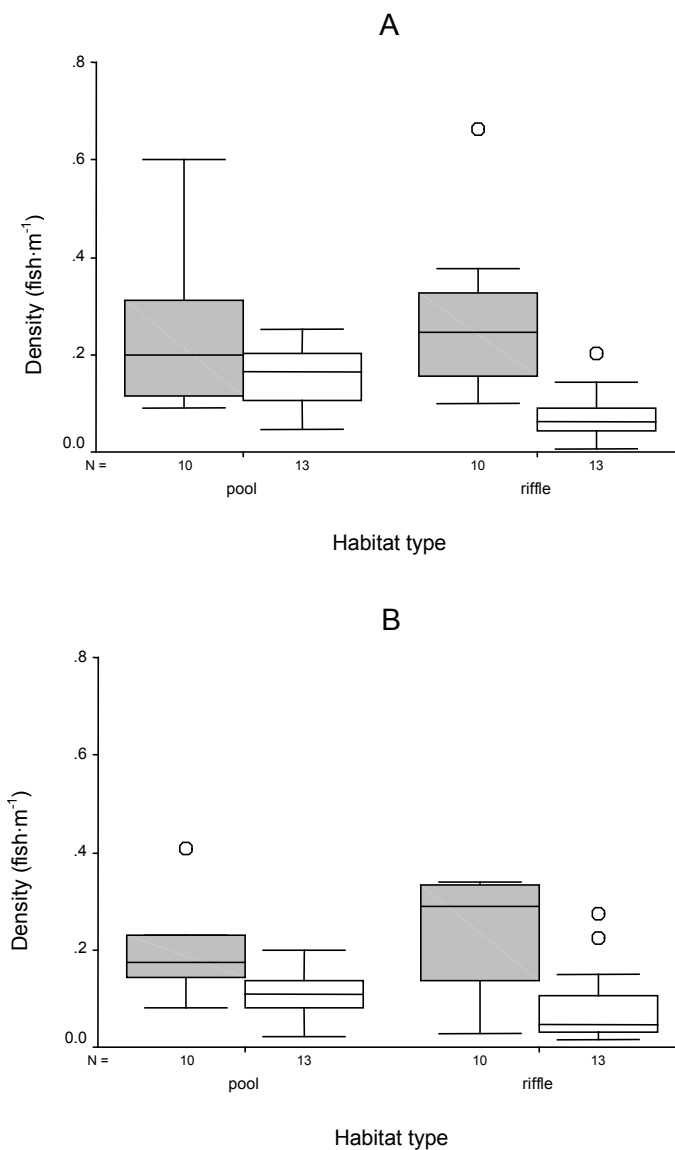 A
Density (fish·m⁻¹)
.8
.6
.4
.2
0.0
N = 10 13 10 13
pool riffle
Habitat type
B
Density (fish·m⁻¹)
.8
.6
.4
.2
0.0
N = 10 13 10 13
pool riffle
Habitat type